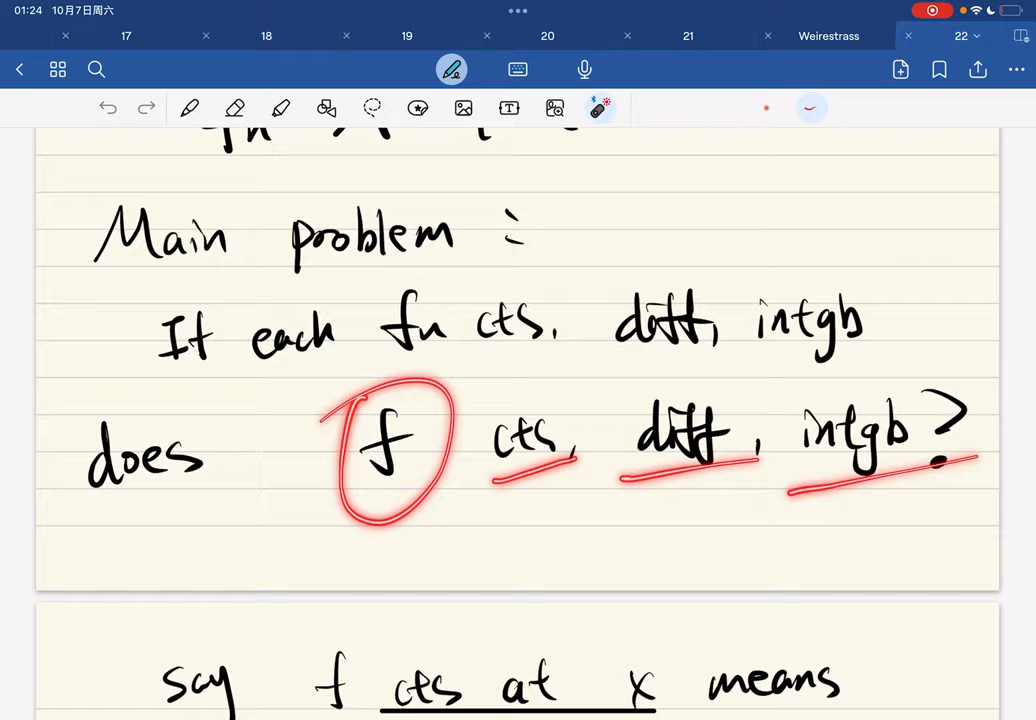 01:24 10月7日周六
17 18 19 20 21 Weirestrass 22
Main problem :
If each fn cts. diff, intgb
does f cts, diff, intgb?
say f cts at x means